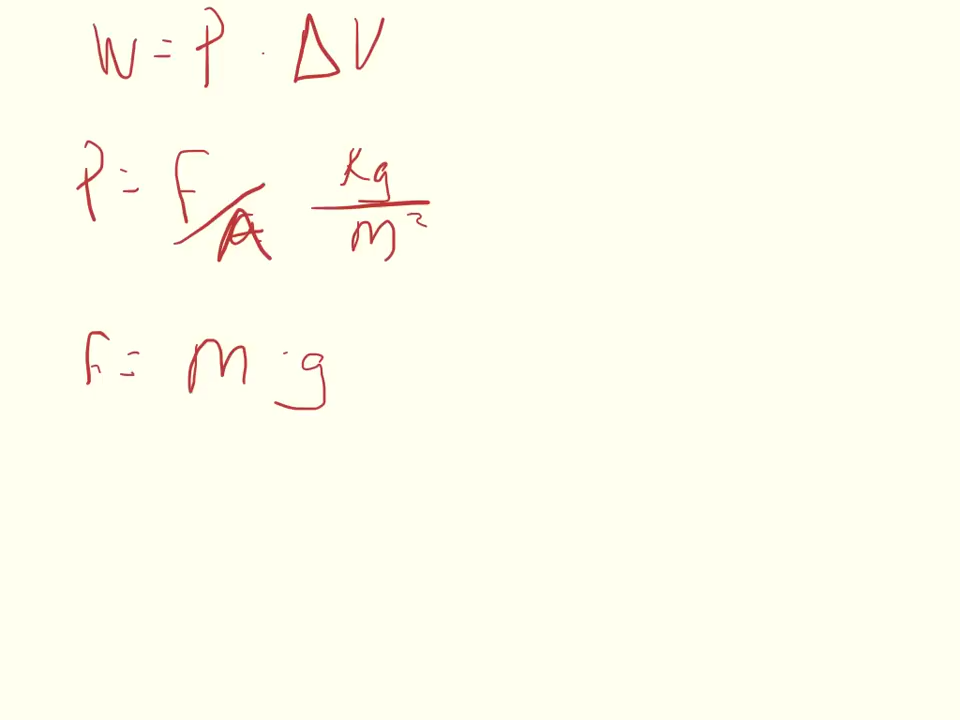 W = P · ΔV
P = F/A Kg/m²
F = m · g